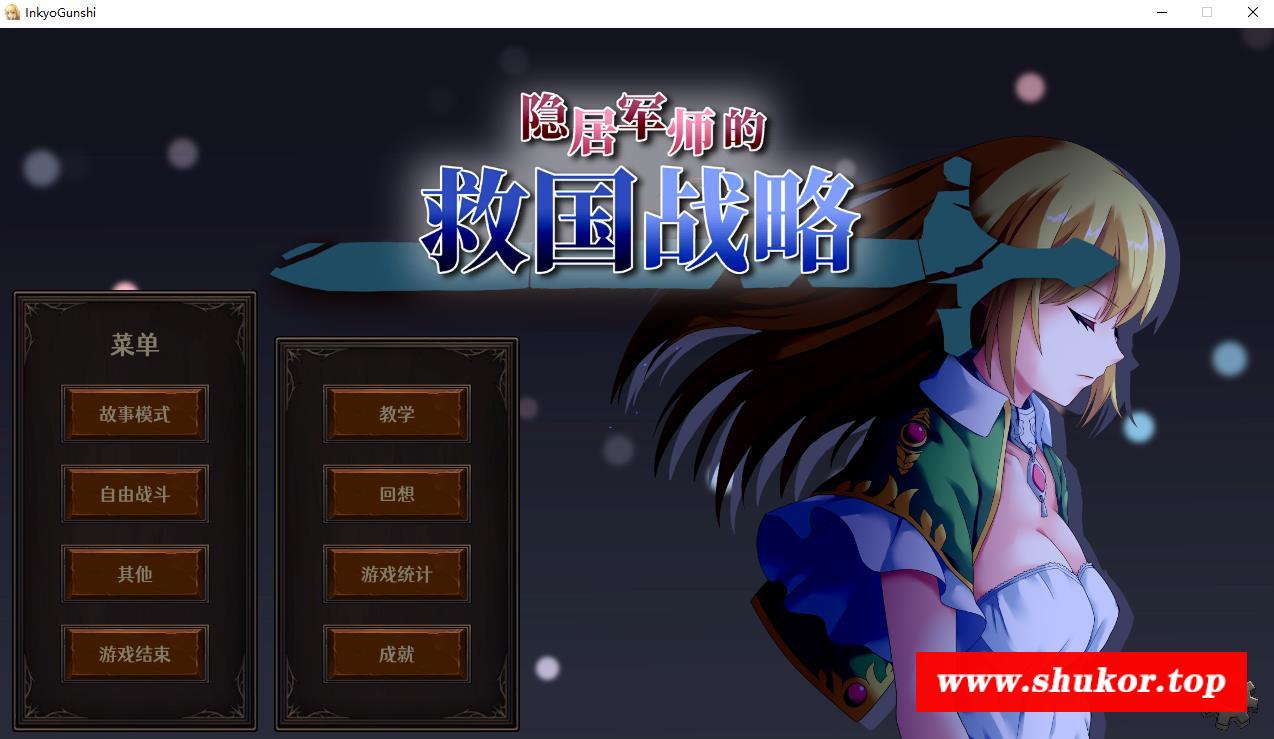 InkyoGunshi
隐居军师的
救国战略
菜单
故事模式
自由战斗
其他
游戏结束
教学
回想
游戏统计
成就
www.shukor.top